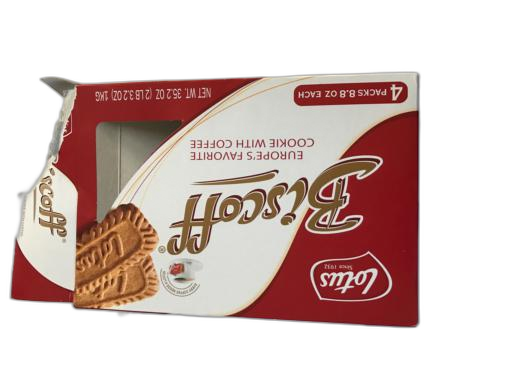 Lotus
Since 1932
Biscoff®
EUROPE'S FAVORITE
COOKIE WITH COFFEE
4 PACKS 8.8 OZ EACH
NET WT. 35.2 OZ (2 LB 3.2 OZ) 1KG